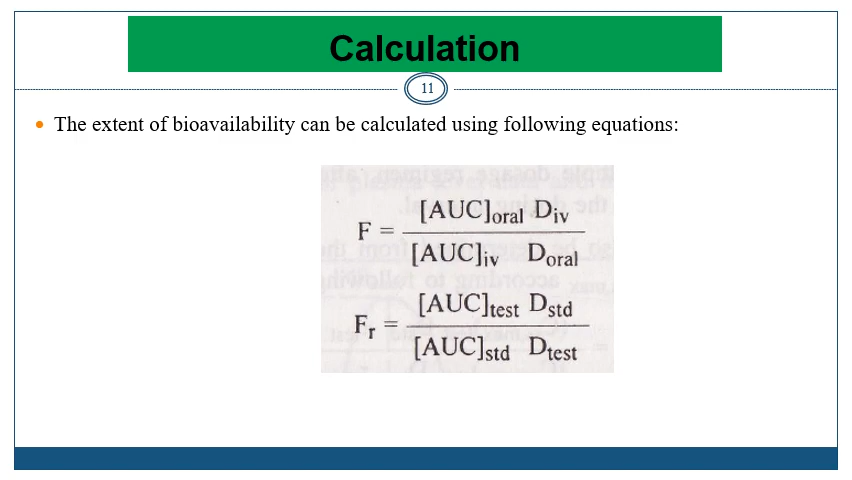 Calculation
11
The extent of bioavailability can be calculated using following equations:
F = [AUC]oral Div / [AUC]iv Doral
Fr = [AUC]test Dstd / [AUC]std Dtest